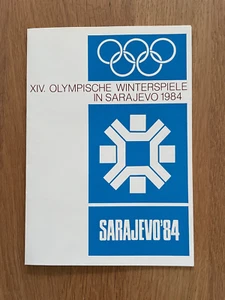 XIV. OLYMPISCHE WINTERSPIELE
IN SARAJEVO 1984
SARAJEVO'84